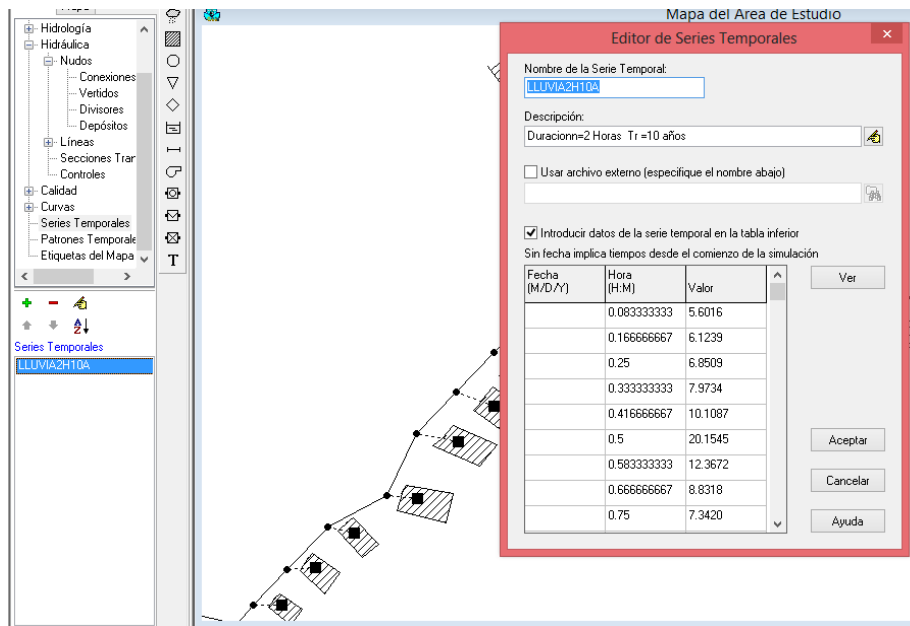 Mapa
Hidrología
Hidráulica
Nudos
Conexiones
Vertidos
Divisores
Depósitos
Líneas
Secciones Trar
Controles
Calidad
Curvas
Series Temporales
Patrones Temporale
Etiquetas del Mapa
T
Series Temporales
LLUVIA2H10A
Mapa del Area de Estudio
Editor de Series Temporales
Nombre de la Serie Temporal:
LLUVIA2H10A
Descripción:
Duracionn=2 Horas Tr =10 años
Usar archivo externo (especifique el nombre abajo)
Introducir datos de la serie temporal en la tabla inferior
Sin fecha implica tiempos desde el comienzo de la simulación
Fecha (M/D/Y) Hora (H:M) Valor
0.083333333 5.6016
0.166666667 6.1239
0.25 6.8509
0.333333333 7.9734
0.416666667 10.1087
0.5 20.1545
0.583333333 12.3672
0.666666667 8.8318
0.75 7.3420
Ver
Aceptar
Cancelar
Ayuda